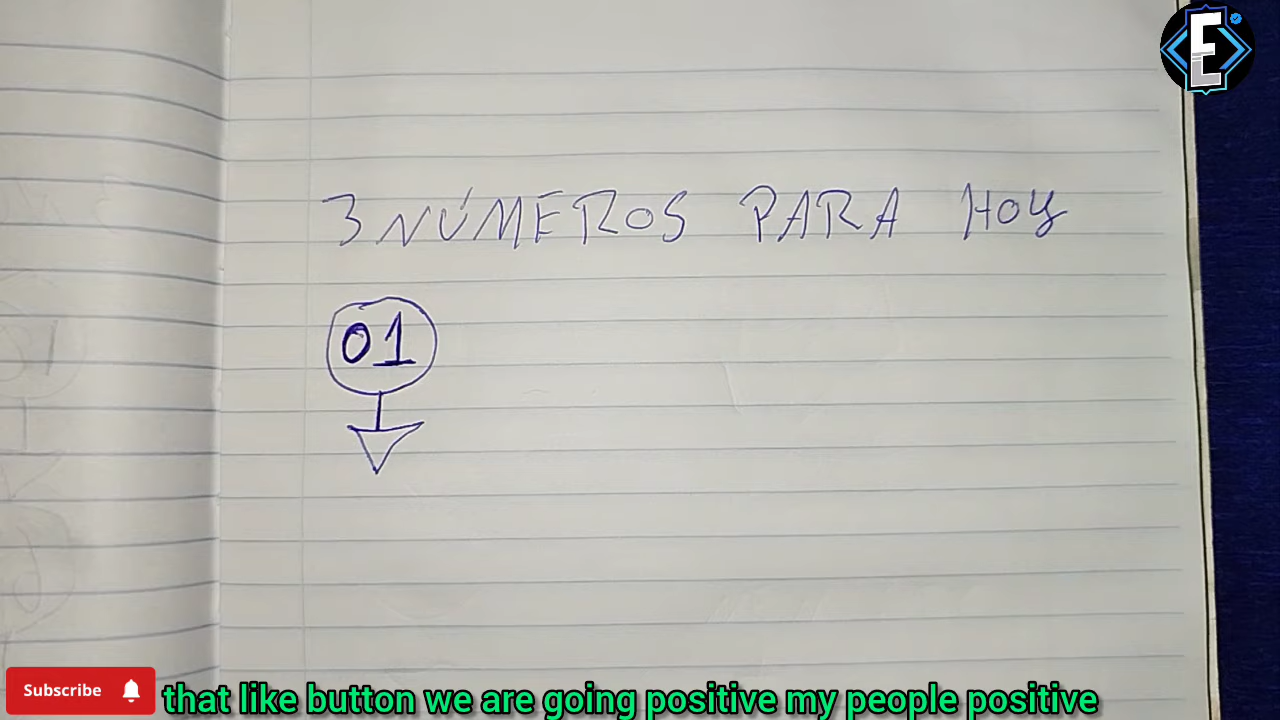 E
3 NÚMEROS PARA HOY
01
Subscribe
that like button we are going positive my people positive